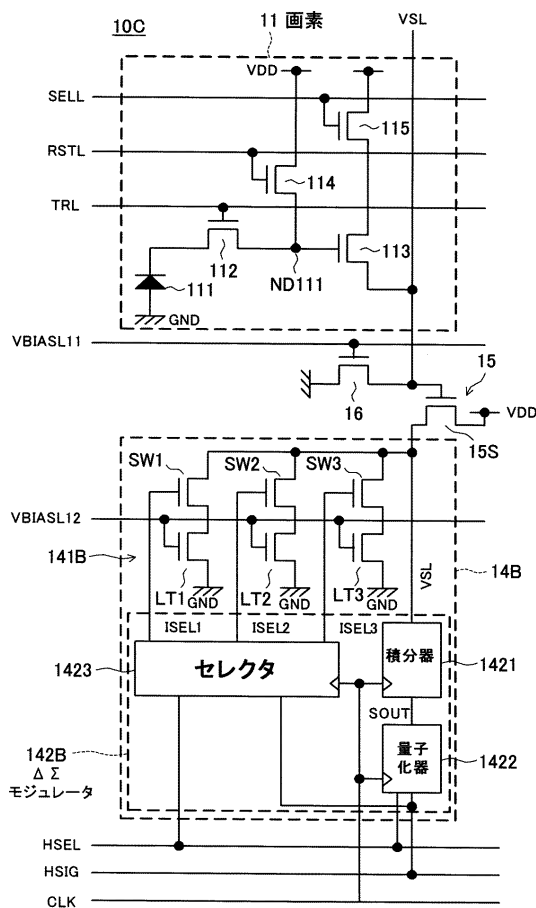 10C
11 画素
VSL
VDD
SELL
115
RSTL
114
TRL
112
ND111
113
111
GND
VBIASL11
16
15
VDD
15S
SW1
SW2
SW3
VBIASL12
141B
LT1
GND
LT2
GND
LT3
GND
VSL
14B
ISEL1
ISEL2
ISEL3
1423
セレクタ
積分器
1421
SOUT
量子
化器
1422
142B
ΔΣ
モジュレータ
HSEL
HSIG
CLK